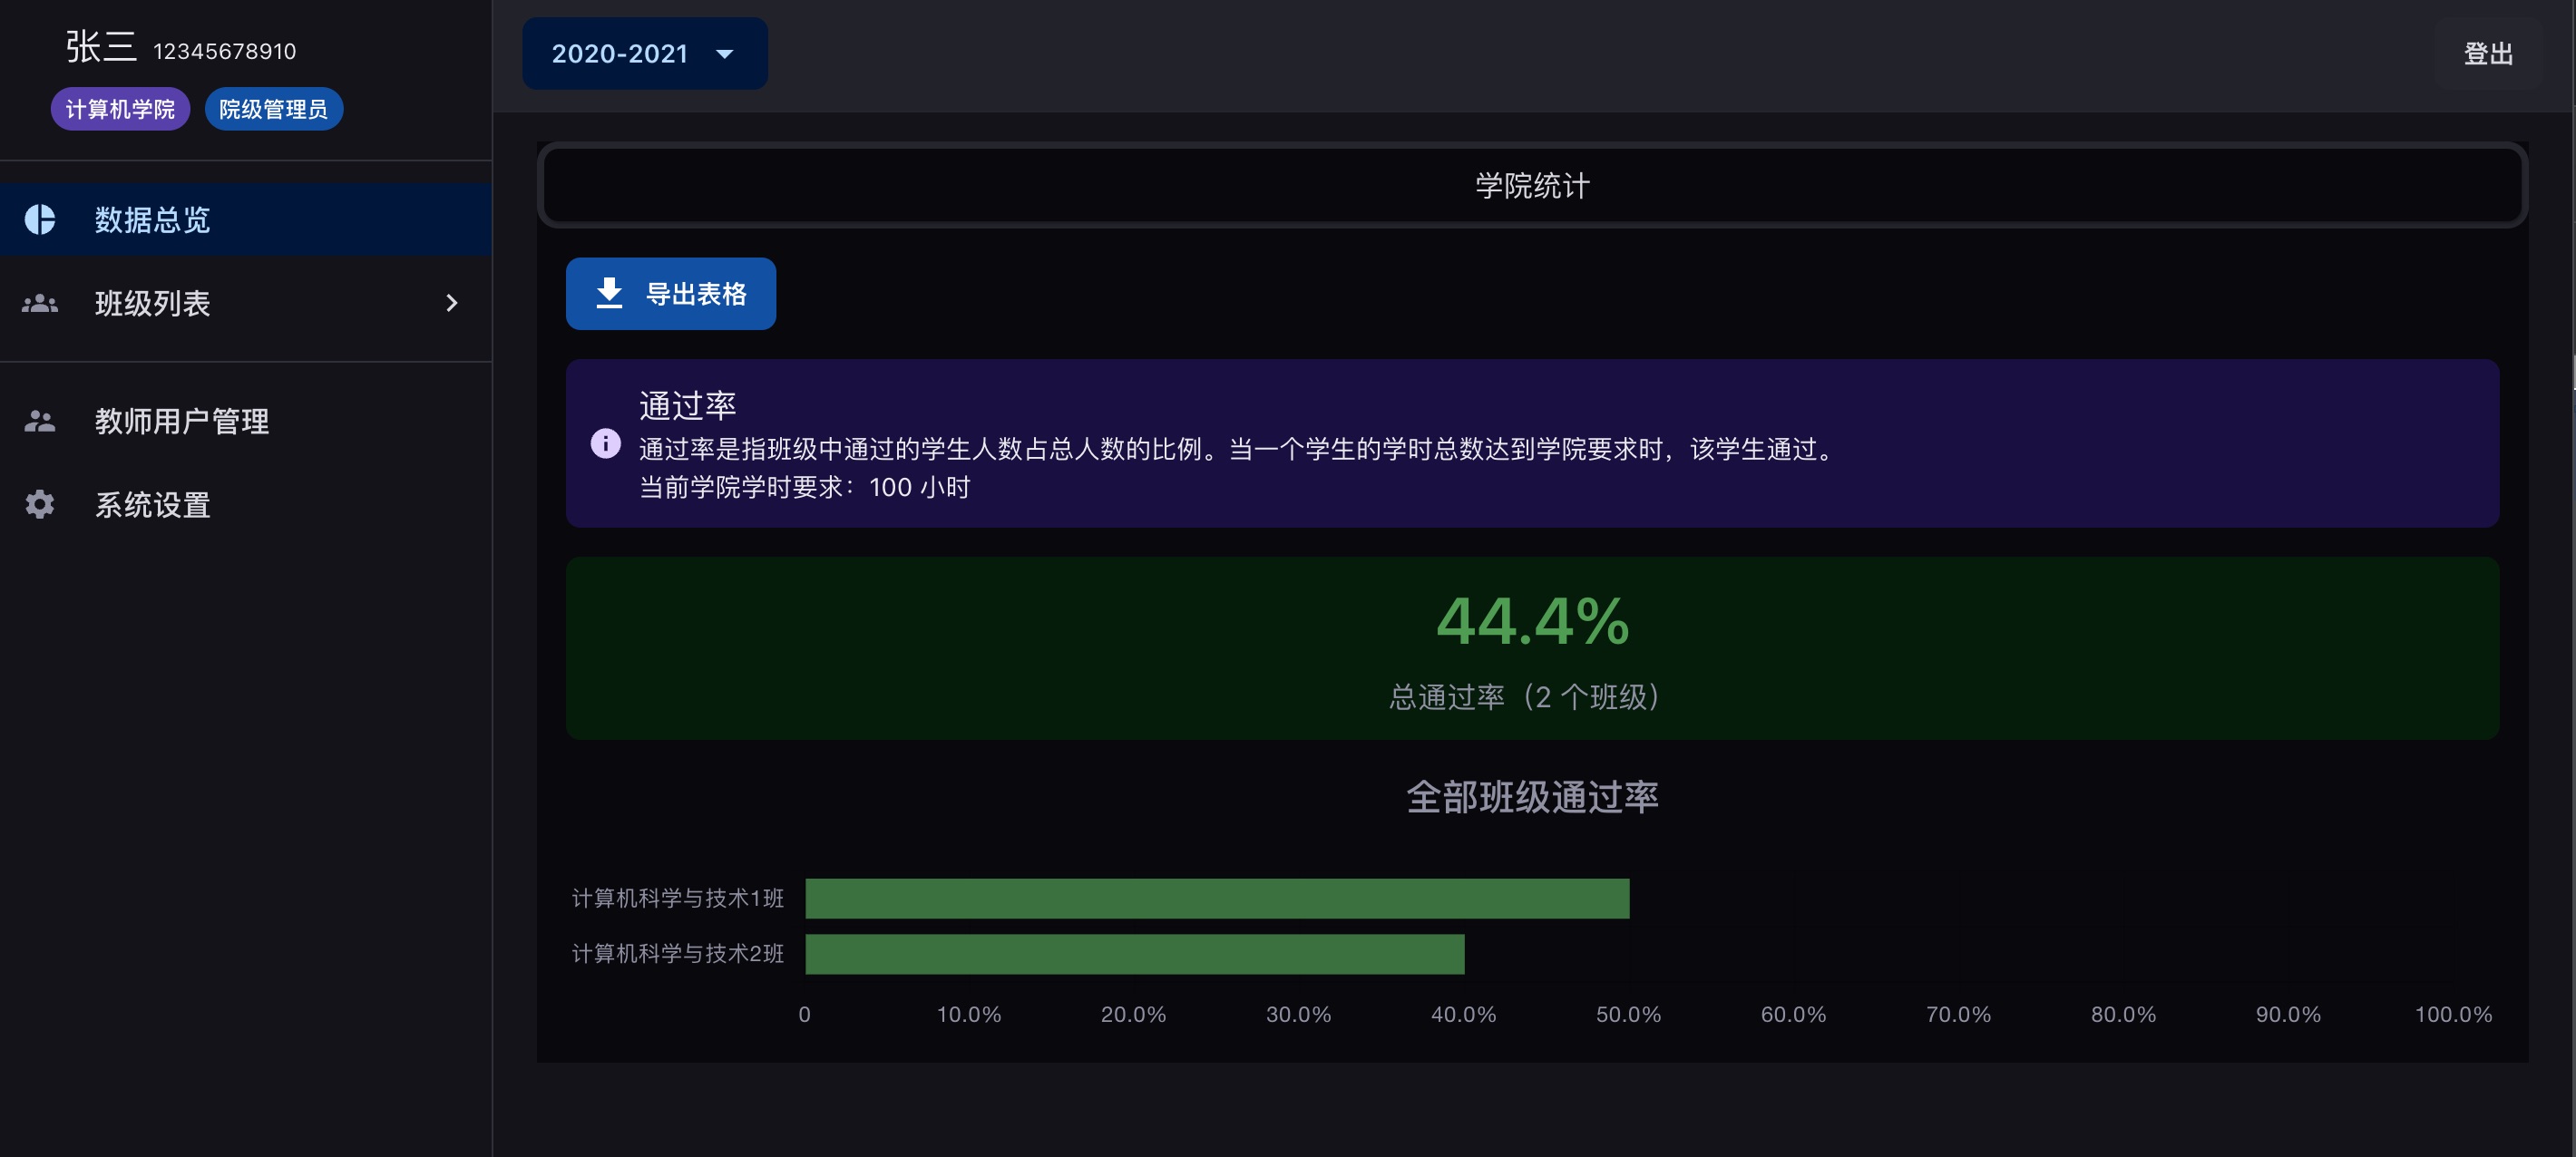 张三 12345678910
计算机学院 院级管理员
数据总览
班级列表
教师用户管理
系统设置
2020-2021
登出
学院统计
导出表格
通过率
通过率是指班级中通过的学生人数占总人数的比例。当一个学生的学时总数达到学院要求时，该学生通过。
当前学院学时要求：100 小时
44.4%
总通过率（2 个班级）
全部班级通过率
计算机科学与技术1班
计算机科学与技术2班
0 10.0% 20.0% 30.0% 40.0% 50.0% 60.0% 70.0% 80.0% 90.0% 100.0%